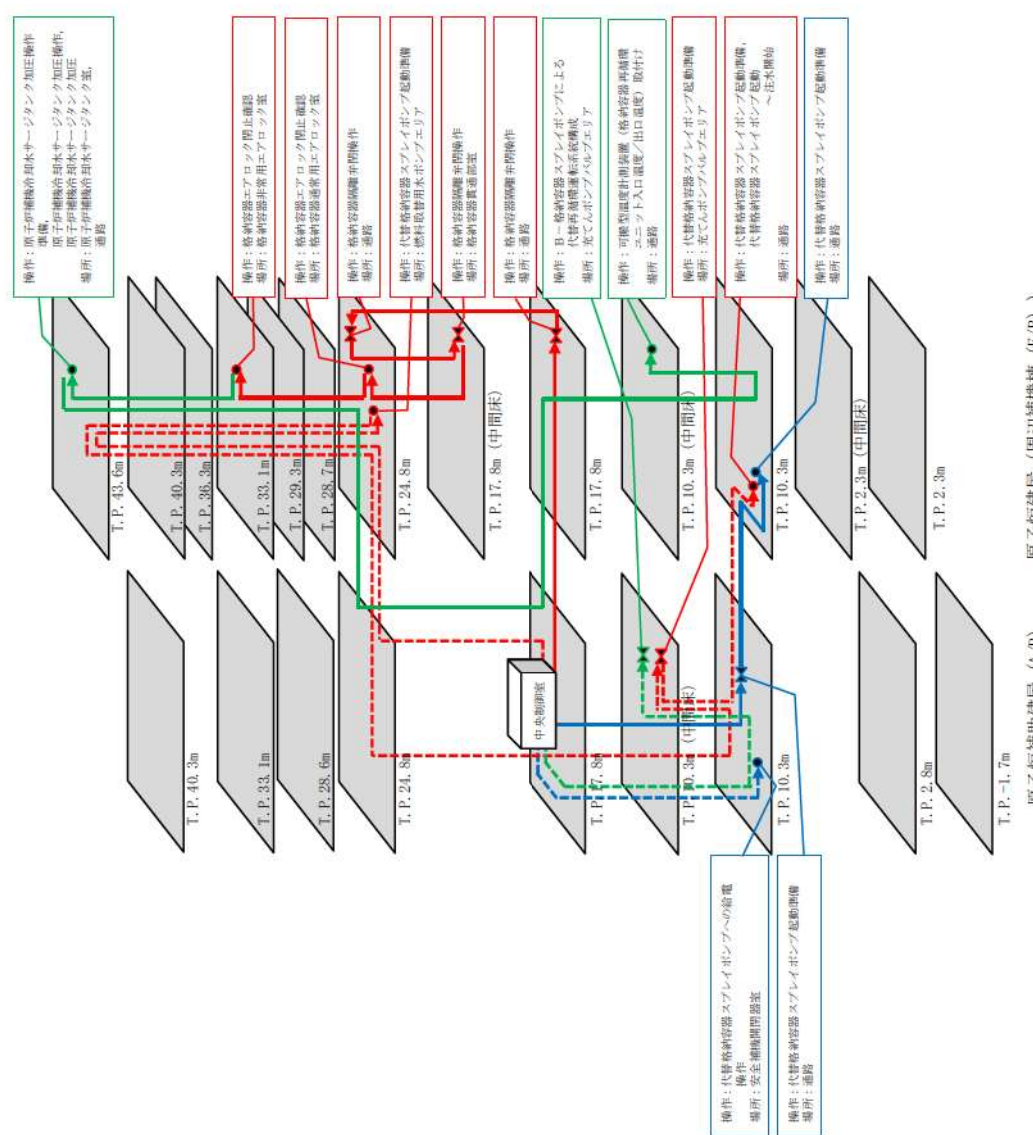 操作：原子炉補機冷却水サージタンク加圧操作
準備，
原子炉補機冷却水サージタンク加圧操作，
原子炉補機冷却水サージタンク加圧
場所：原子炉補機冷却水サージタンク室，
通路
操作：格納容器エアロック閉止確認
場所：格納容器非常用エアロック室
操作：格納容器エアロック閉止確認
場所：格納容器通常用エアロック室
操作：格納容器隔離弁閉操作
場所：通路
操作：代替格納容器スプレイポンプ起動準備
場所：燃料取替用水ポンプエリア
操作：格納容器隔離弁閉操作
場所：格納容器貫通部室
操作：格納容器隔離弁閉操作
場所：通路
操作：B－格納容器スプレイポンプによる
代替再循環運転系統構成
場所：充てんポンプバルブエリア
操作：可搬型温度計測装置（格納容器再循環
ユニット入口温度／出口温度）取付け
場所：通路
操作：代替格納容器スプレイポンプ起動準備
場所：充てんポンプバルブエリア
操作：代替格納容器スプレイポンプ起動準備，
代替格納容器スプレイポンプ起動
～注水開始
場所：通路
操作：代替格納容器スプレイポンプ起動準備
場所：通路
T.P.43.6m
T.P.40.3m
T.P.36.3m
T.P.33.1m
T.P.29.3m
T.P.28.7m
T.P.24.8m
T.P.17.8m（中間床）
T.P.17.8m
T.P.10.3m（中間床）
T.P.10.3m
T.P.2.3m（中間床）
T.P.2.3m
原子炉建屋（周辺補機棟（E/B））
中央制御室
T.P.40.3m
T.P.33.1m
T.P.28.6m
T.P.24.8m
T.P.17.8m
T.P.10.3m（中間床）
T.P.10.3m
T.P.2.8m
T.P.-1.7m
原子炉補助建屋（A/B）
操作：代替格納容器スプレイポンプへの給電
操作
場所：安全補機開閉器室
操作：代替格納容器スプレイポンプ起動準備
場所：通路